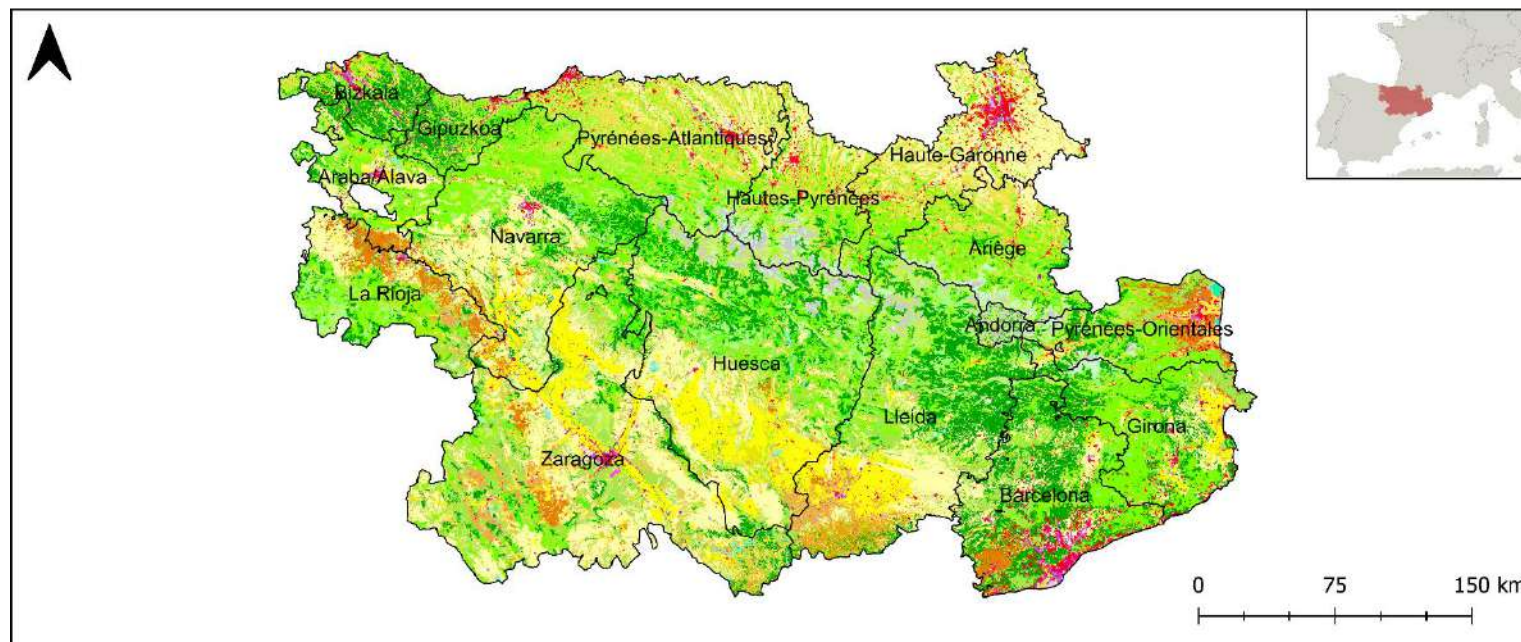 Bizkaia
Gipuzkoa
Pyrénées-Atlantiques
Haute-Garonne
Araba/Álava
Hautes-Pyrénées
Navarra
Ariège
La Rioja
Andorra
Pyrénées-Orientales
Huesca
Lleida
Girona
Zaragoza
Barcelona
0 75 150 km